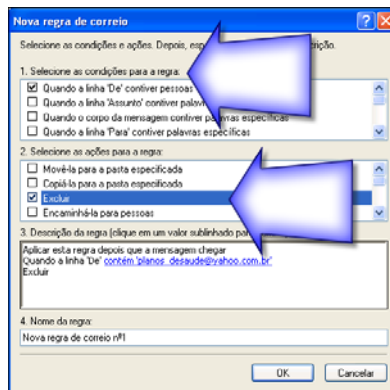 Nova regra de correio
Selecione as condições e ações. Depois, esp
1. Selecione as condições para a regra:
Quando a linha 'De' contiver pessoas
Quando a linha 'Assunto' contiver palav
Quando o corpo da mensagem contiver palavras específicas
Quando a linha 'Para' contiver palavras específicas
2. Selecione as ações para a regra:
Movê-la para a pasta especificada
Copiá-la para a pasta especificada
Excluir
Encaminhá-la para pessoas
3. Descrição da regra (clique em um valor sublinhado pa
Aplicar esta regra depois que a mensagem chegar
Quando a linha 'De' contém 'planos_desaude@yahoo.com.br'
Excluir
4. Nome da regra:
Nova regra de correio nº1
OK Cancelar